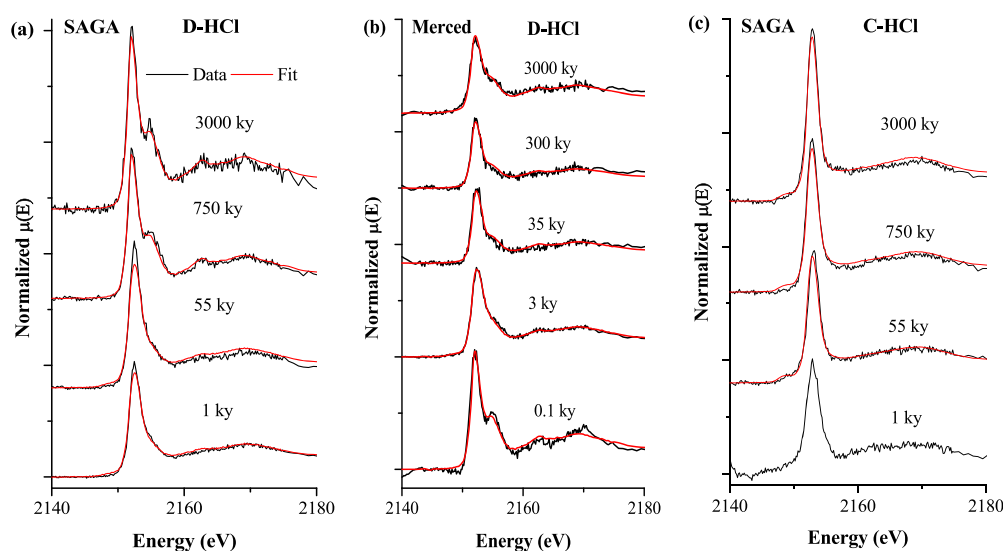 (a) SAGA D-HCl
Data Fit
3000 ky
750 ky
55 ky
1 ky
Normalized μ(E)
2140 2160 2180
Energy (eV)
(b) Merced D-HCl
3000 ky
300 ky
35 ky
3 ky
0.1 ky
Normalized μ(E)
2140 2160 2180
Energy (eV)
(c) SAGA C-HCl
3000 ky
750 ky
55 ky
1 ky
Normalized μ(E)
2140 2160 2180
Energy (eV)